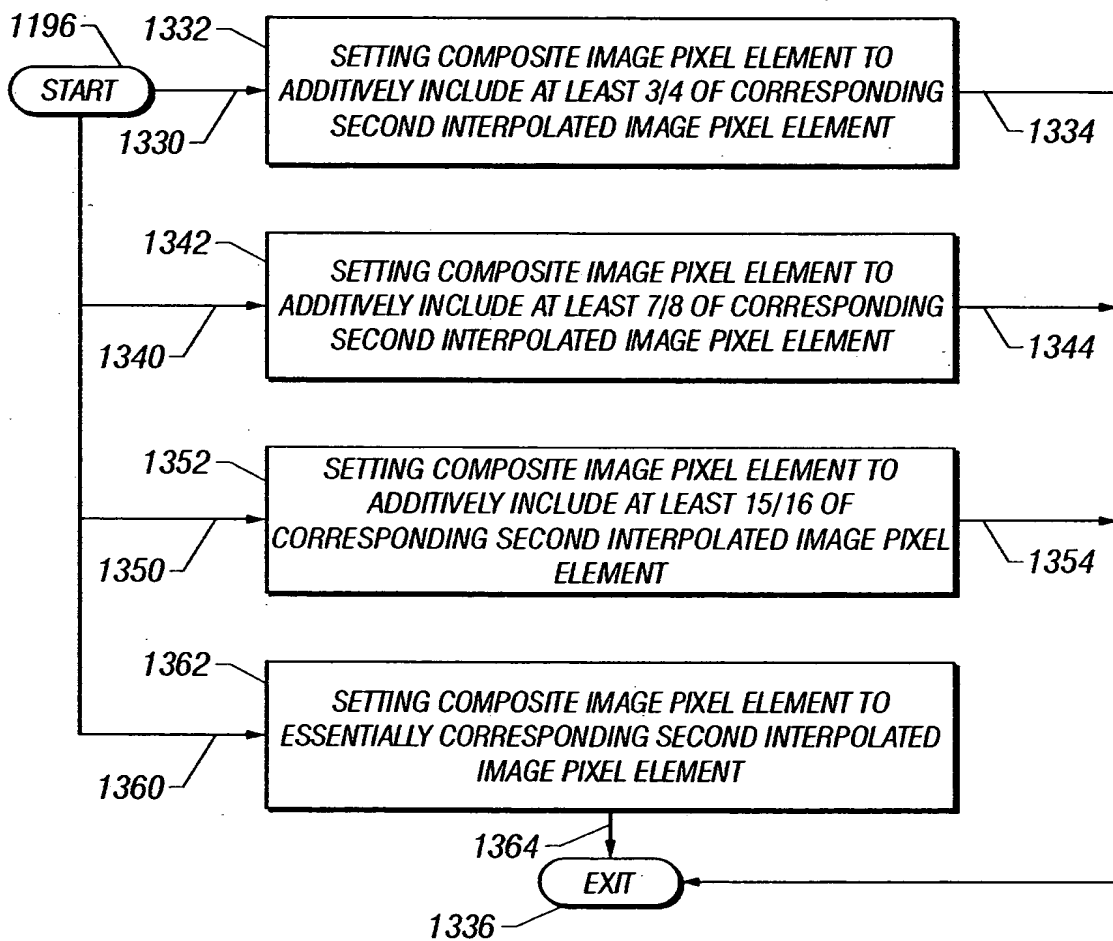 1196
START
1330
1332
SETTING COMPOSITE IMAGE PIXEL ELEMENT TO
ADDITIVELY INCLUDE AT LEAST 3/4 OF CORRESPONDING
SECOND INTERPOLATED IMAGE PIXEL ELEMENT
1334
1342
SETTING COMPOSITE IMAGE PIXEL ELEMENT TO
ADDITIVELY INCLUDE AT LEAST 7/8 OF CORRESPONDING
SECOND INTERPOLATED IMAGE PIXEL ELEMENT
1340
1344
1352
SETTING COMPOSITE IMAGE PIXEL ELEMENT TO
ADDITIVELY INCLUDE AT LEAST 15/16 OF
CORRESPONDING SECOND INTERPOLATED IMAGE PIXEL
ELEMENT
1350
1354
1362
SETTING COMPOSITE IMAGE PIXEL ELEMENT TO
ESSENTIALLY CORRESPONDING SECOND INTERPOLATED
IMAGE PIXEL ELEMENT
1360
1364
EXIT
1336